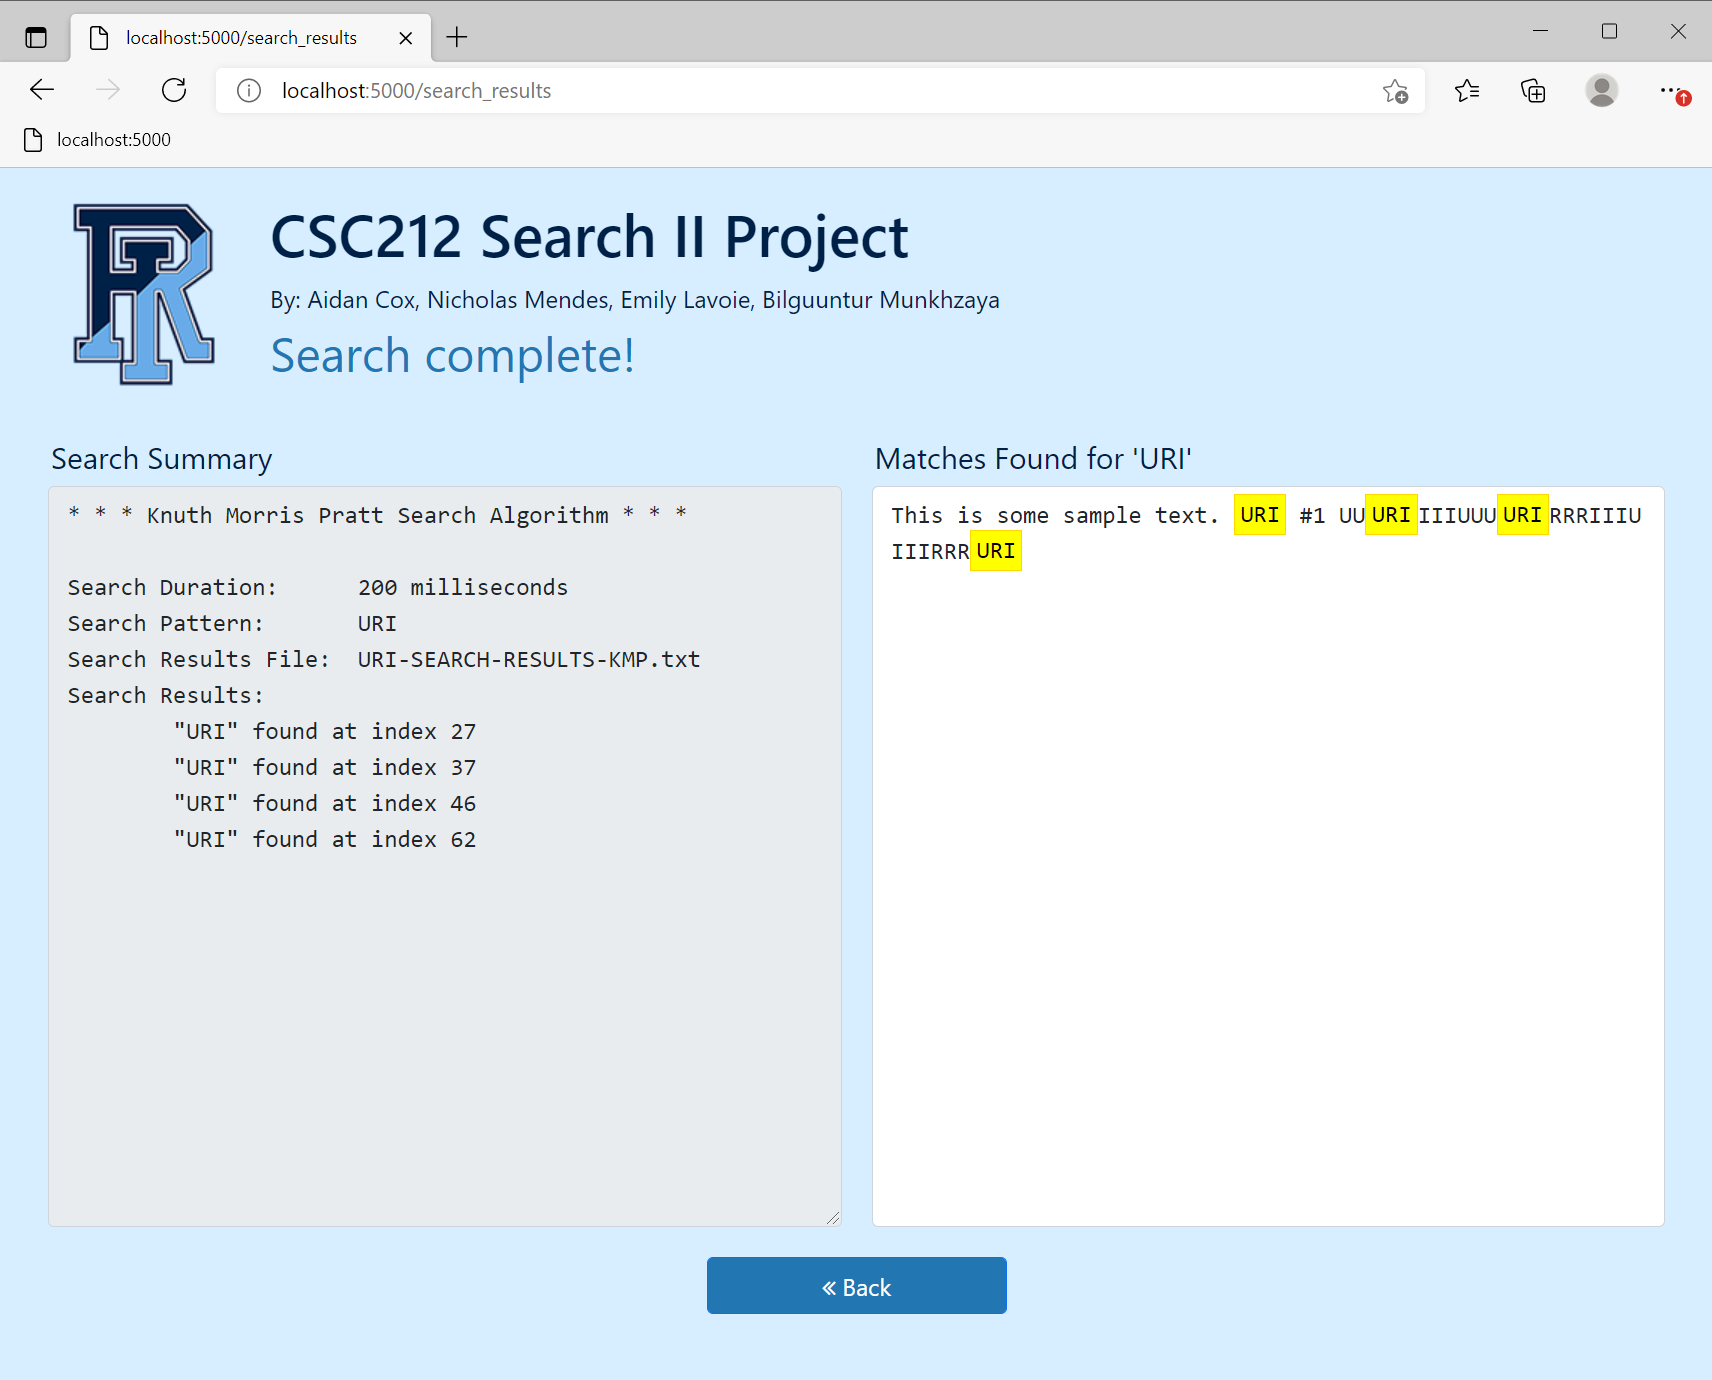 localhost:5000/search_results
localhost:5000/search_results
localhost:5000
CSC212 Search II Project
By: Aidan Cox, Nicholas Mendes, Emily Lavoie, Bilguuntur Munkhzaya
Search complete!
Search Summary
* * * Knuth Morris Pratt Search Algorithm * * *
Search Duration: 200 milliseconds
Search Pattern: URI
Search Results File: URI-SEARCH-RESULTS-KMP.txt
Search Results:
"URI" found at index 27
"URI" found at index 37
"URI" found at index 46
"URI" found at index 62
Matches Found for 'URI'
This is some sample text. URI #1 UUURIIIIUUUURIRRRIIIU
IIIRRRURI
« Back